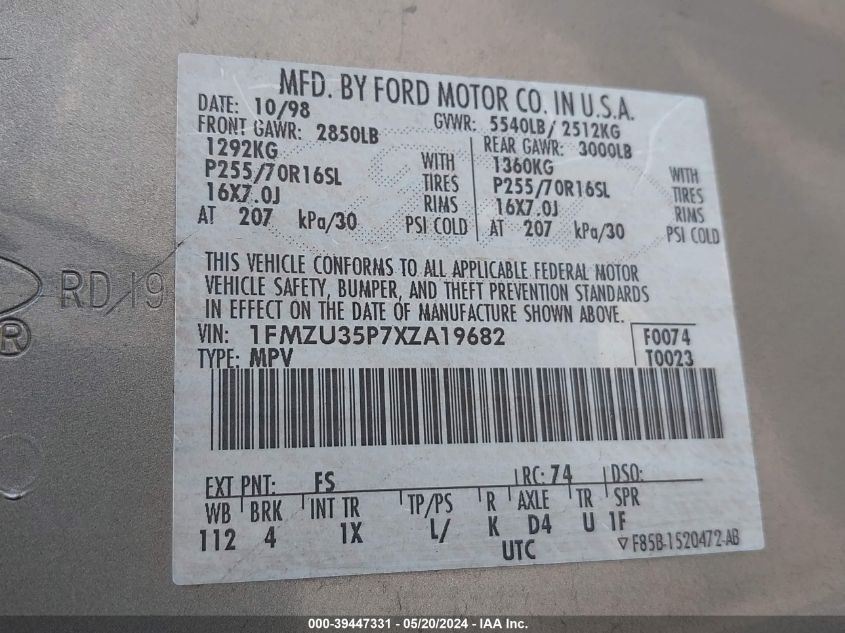 MFD. BY FORD MOTOR CO. IN U.S.A.
DATE: 10/98 GVWR: 5540LB/ 2512KG
FRONT GAWR: 2850LB REAR GAWR: 3000LB
1292KG WITH 1360KG WITH
P255/70R16SL TIRES P255/70R16SL TIRES
16X7.0J RIMS 16X7.0J RIMS
AT 207 kPa/30 PSI COLD AT 207 kPa/30 PSI COLD
THIS VEHICLE CONFORMS TO ALL APPLICABLE FEDERAL MOTOR
VEHICLE SAFETY, BUMPER, AND THEFT PREVENTION STANDARDS
IN EFFECT ON THE DATE OF MANUFACTURE SHOWN ABOVE.
VIN: 1FMZU35P7XZA19682 F0074
TYPE: MPV T0023
EXT PNT: FS RC: 74 DSO:
WB BRK INT TR TP/PS R AXLE TR SPR
112 4 1X L/ K D4 U 1F
UTC ▽F85B-1520472-AB
RD 19
R
000-39447331 - 05/20/2024 - IAA Inc.